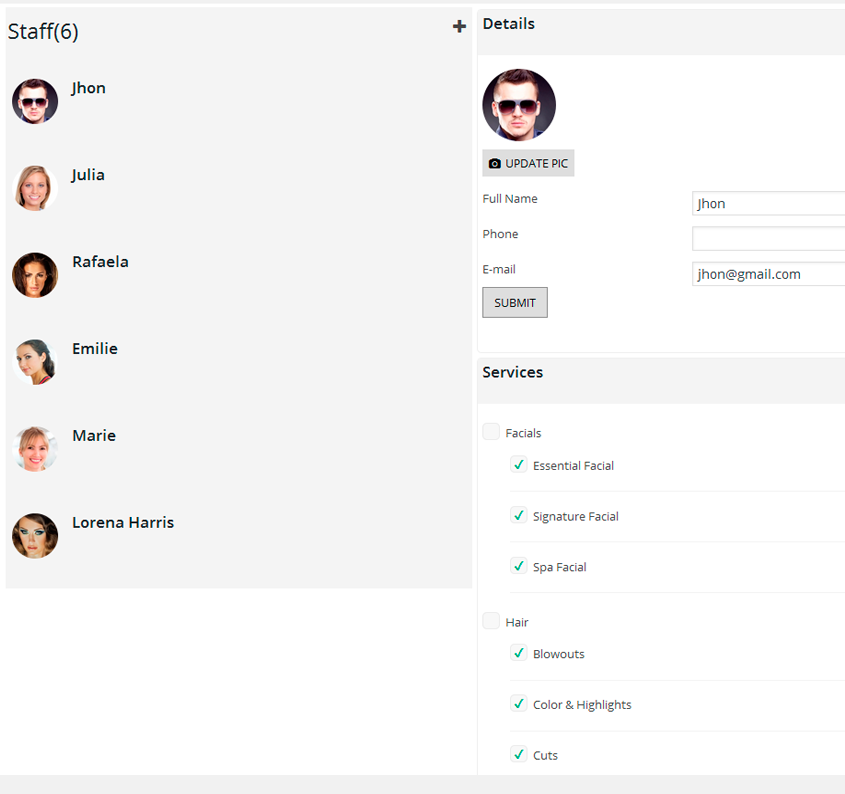 Staff(6)
Jhon
Julia
Rafaela
Emilie
Marie
Lorena Harris
Details
UPDATE PIC
Full Name
Jhon
Phone
E-mail
jhon@gmail.com
SUBMIT
Services
Facials
Essential Facial
Signature Facial
Spa Facial
Hair
Blowouts
Color & Highlights
Cuts